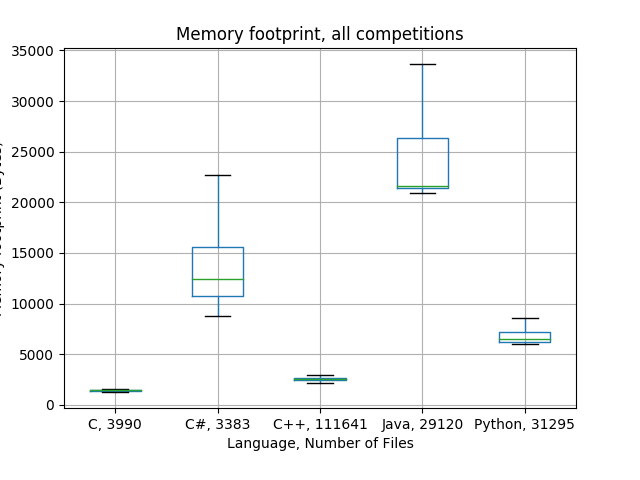 Memory footprint, all competitions
35000
30000
25000
20000
15000
10000
5000
0
C, 3990
C#, 3383
C++, 111641
Java, 29120
Python, 31295
Language, Number of Files